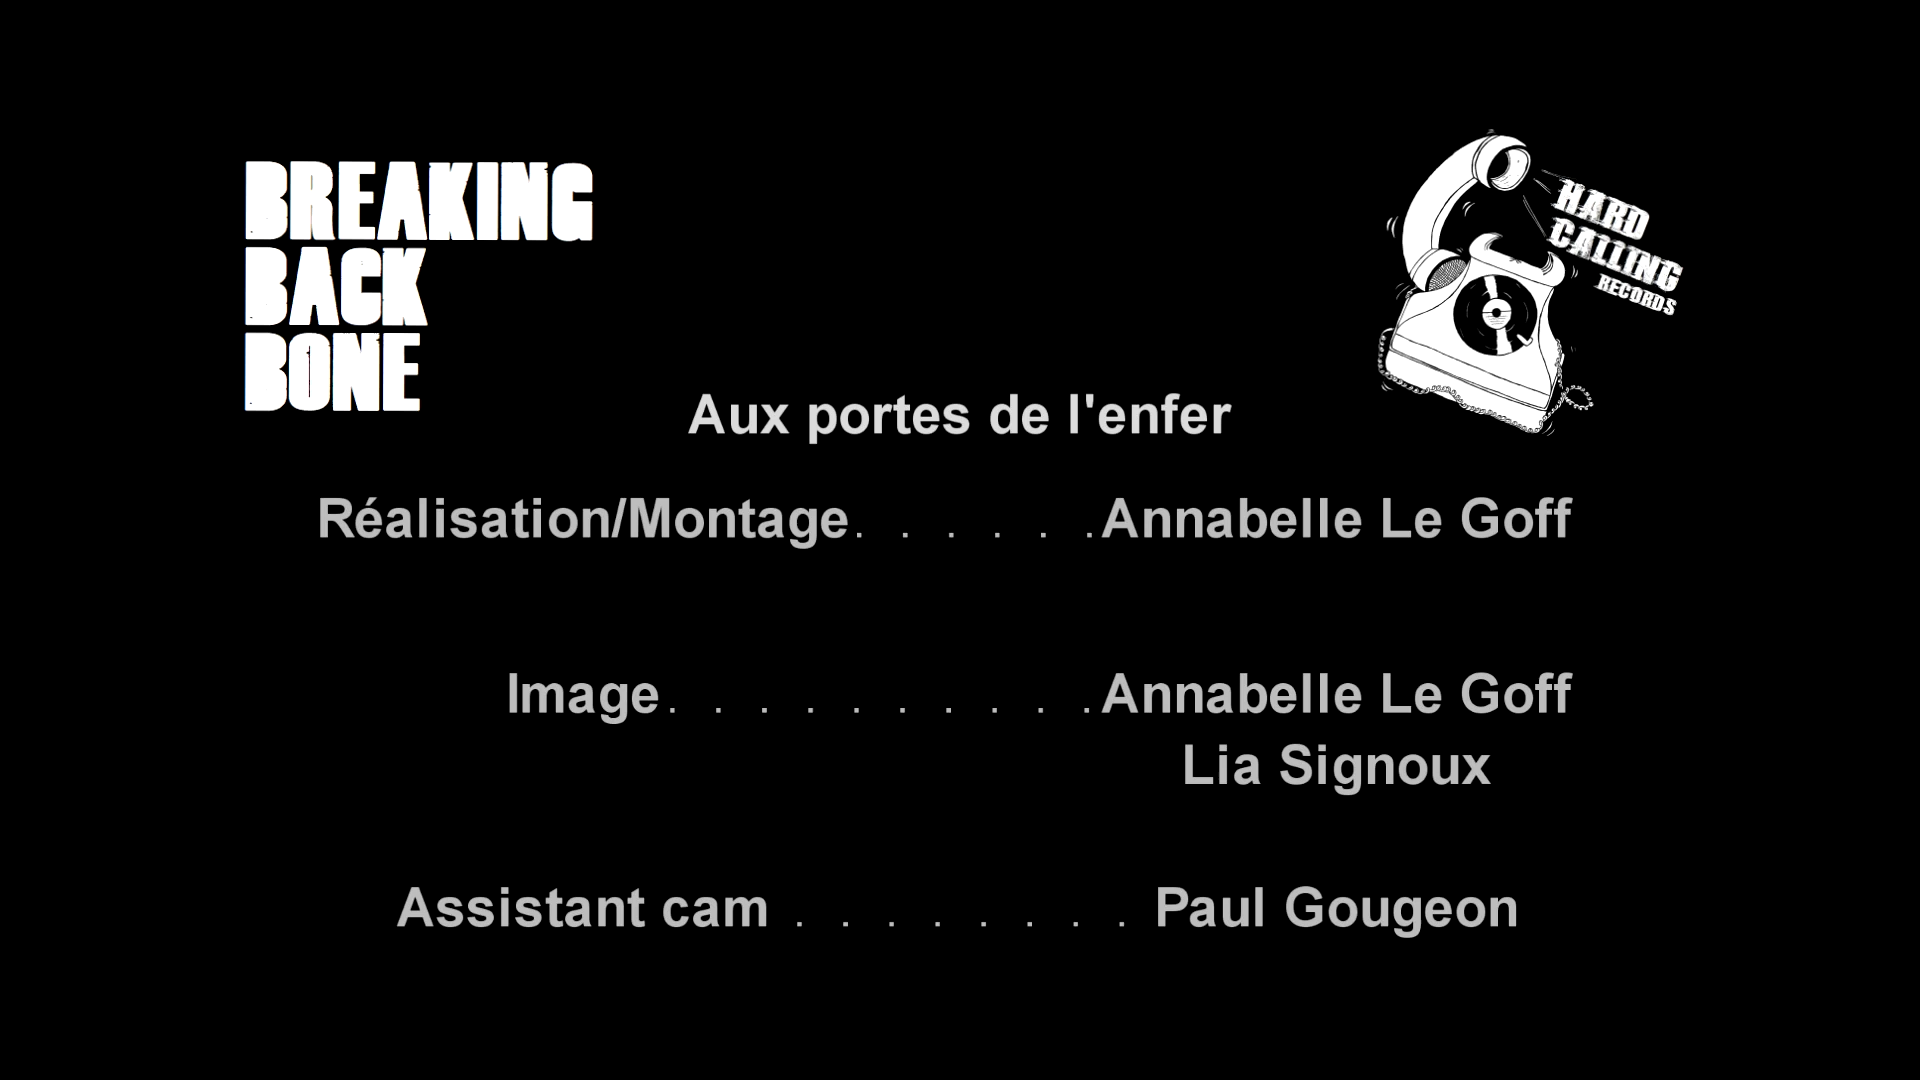 BREAKING
BACK
BONE
HARD
CALLING
RECORDS
Aux portes de l'enfer
Réalisation/Montage. . . . . .Annabelle Le Goff
Image. . . . . . . . . .Annabelle Le Goff
Lia Signoux
Assistant cam . . . . . . . . Paul Gougeon